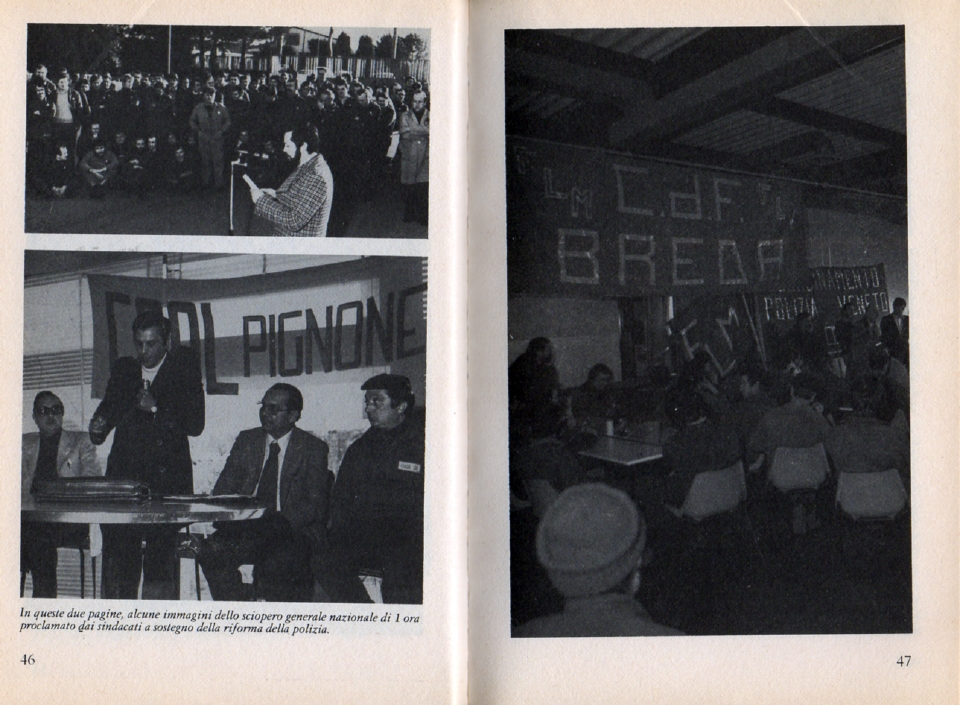 PIGNONE
In queste due pagine, alcune immagini dello sciopero generale nazionale di 1 ora
proclamato dai sindacati a sostegno della riforma della polizia.
46
F L M C.d.F.
BREDA
POLIZIA VENETO
47